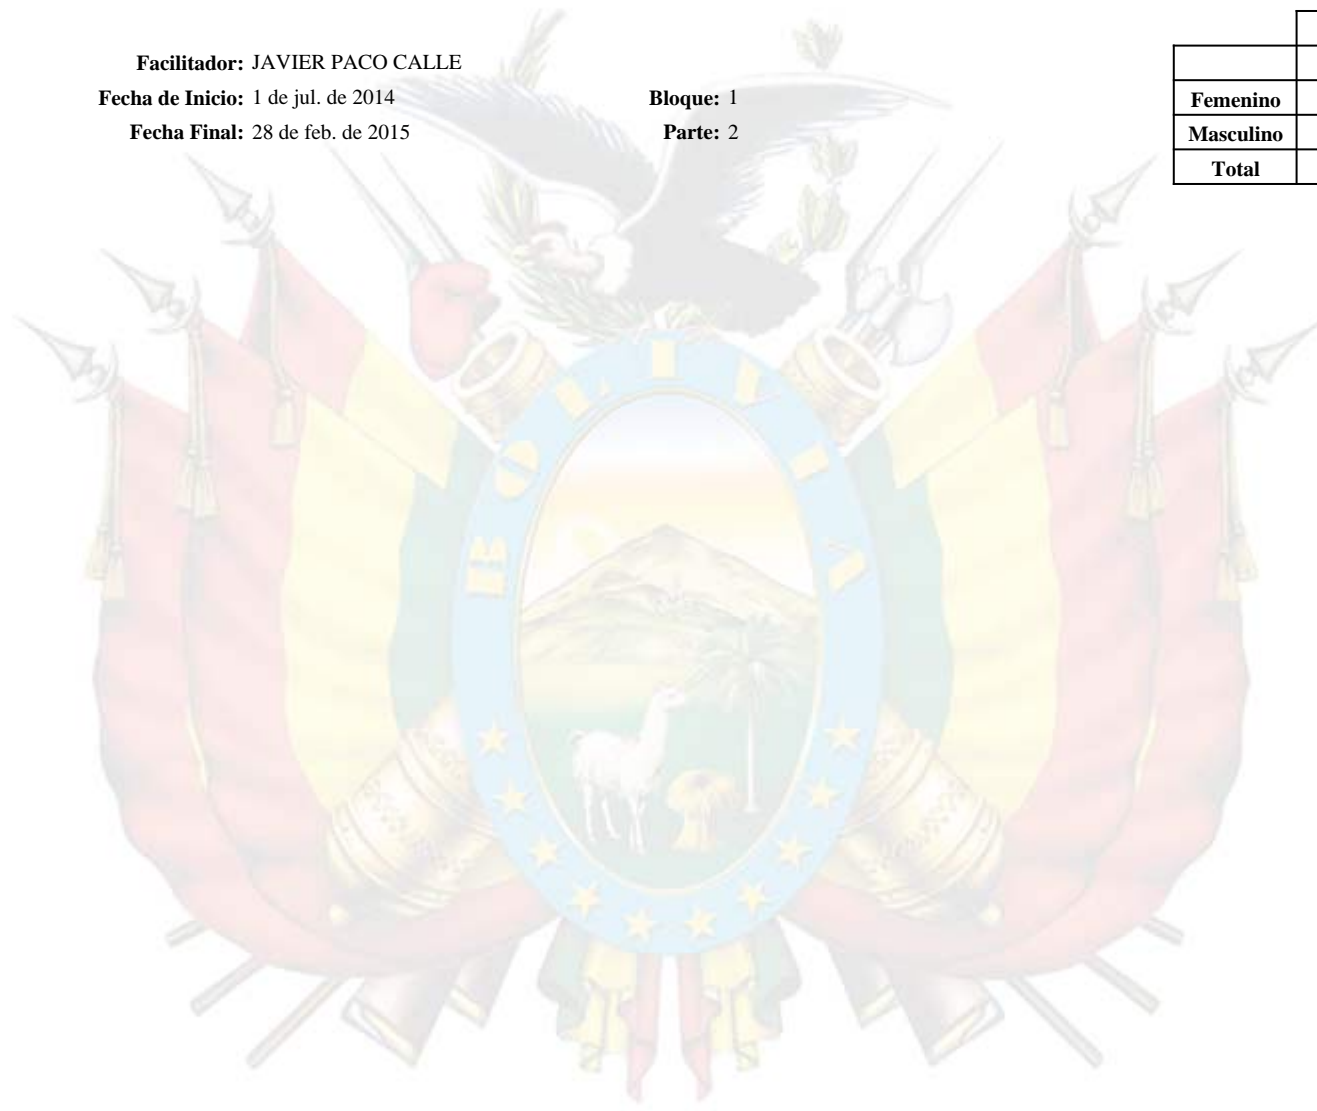 Facilitador: JAVIER PACO CALLE
Fecha de Inicio: 1 de jul. de 2014 Bloque: 1
Fecha Final: 28 de feb. de 2015 Parte: 2
Femenino
Masculino
Total
BOLIVIA